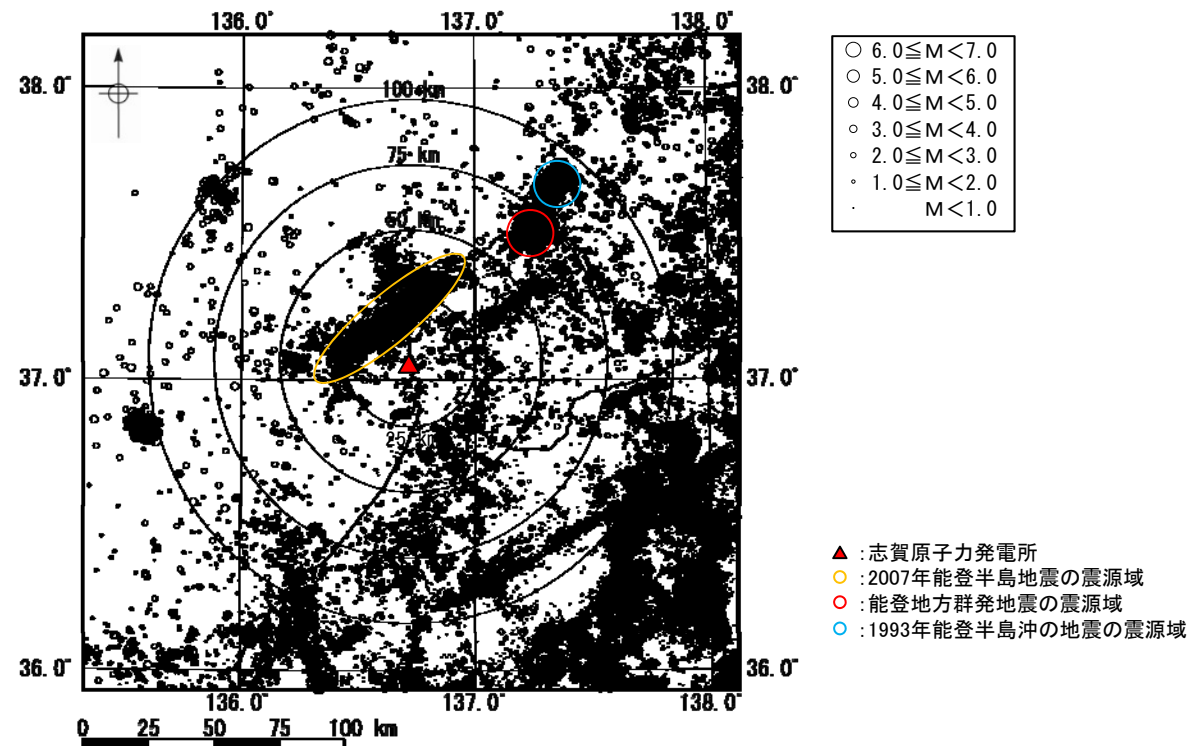 136.0° 137.0° 138.0°
6.0≦M<7.0
5.0≦M<6.0
4.0≦M<5.0
3.0≦M<4.0
2.0≦M<3.0
1.0≦M<2.0
M<1.0
38.0° 38.0°
100 km
75 km
50 km
37.0° 37.0°
25 km
:志賀原子力発電所
:2007年能登半島地震の震源域
:能登地方群発地震の震源域
:1993年能登半島沖の地震の震源域
36.0° 36.0°
136.0° 137.0° 138.0°
0 25 50 75 100 km